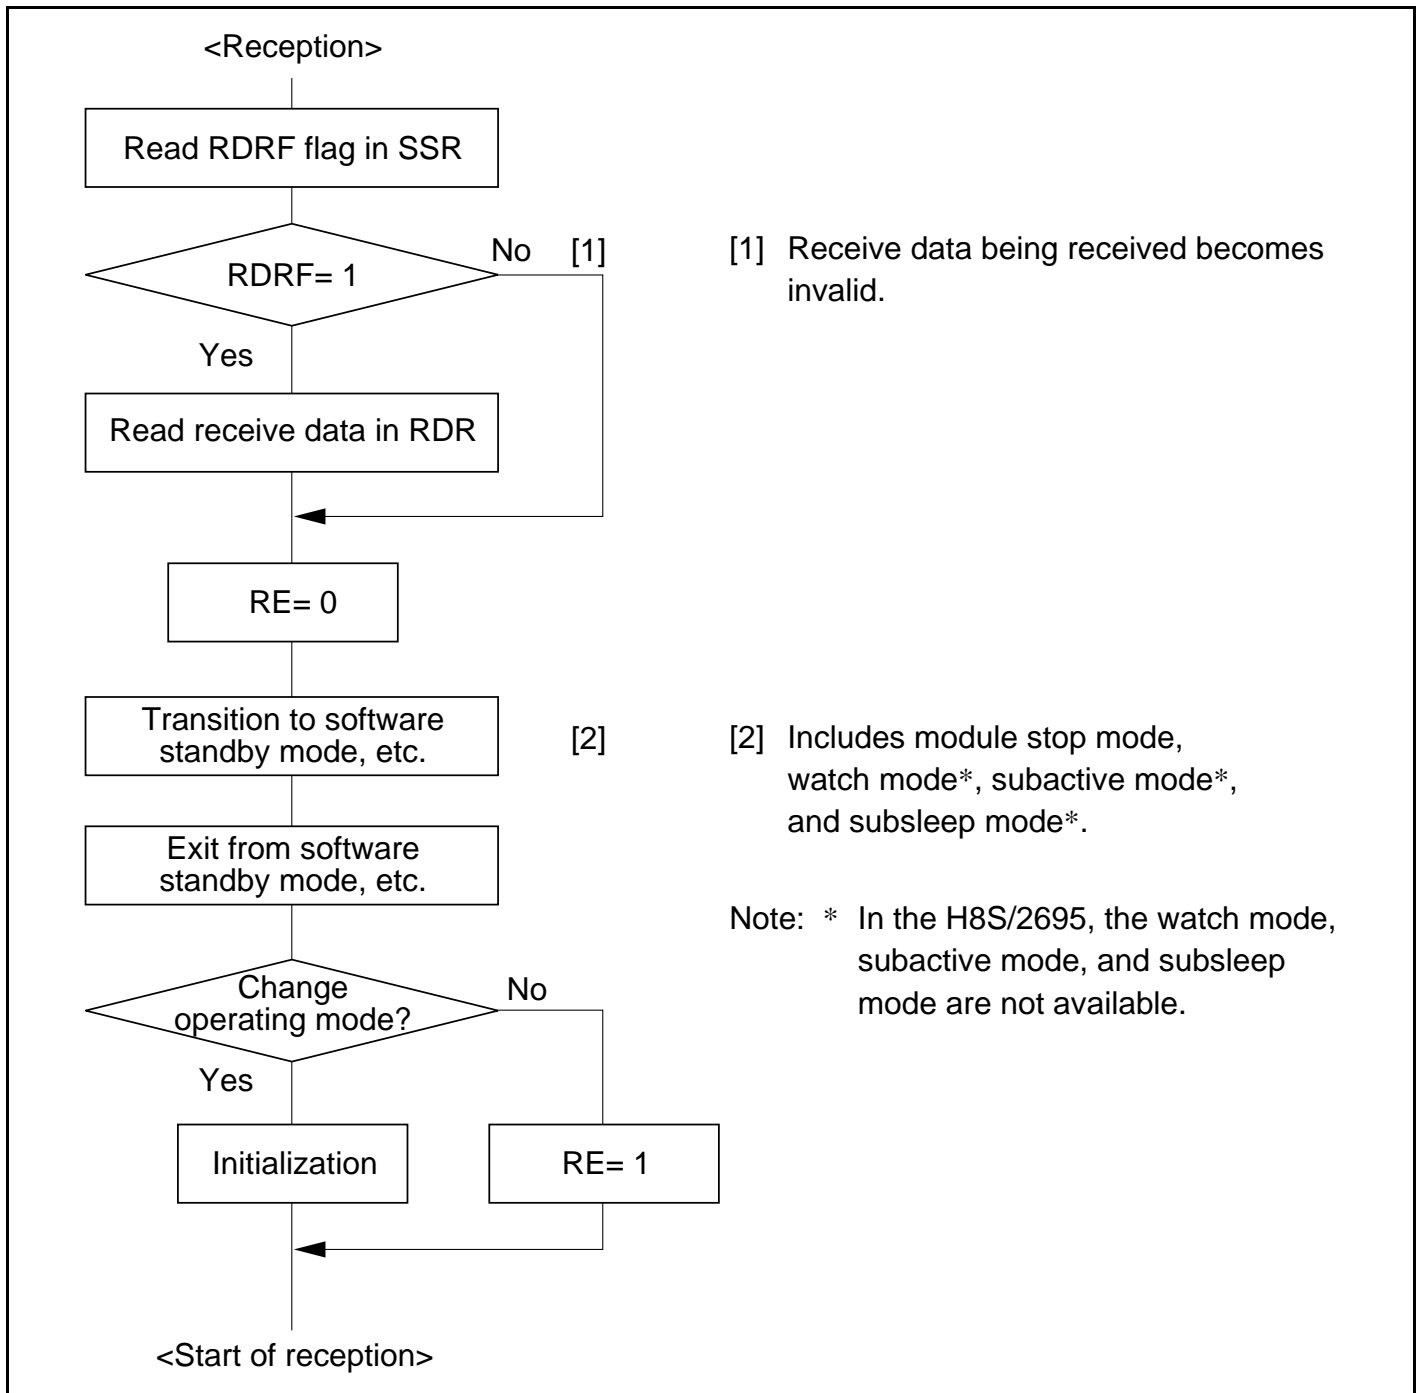 <Reception>
Read RDRF flag in SSR
RDRF= 1
No [1]
Yes
Read receive data in RDR
RE= 0
Transition to software
standby mode, etc.
[2]
Exit from software
standby mode, etc.
Change
operating mode?
No
Yes
Initialization
RE= 1
<Start of reception>
[1] Receive data being received becomes
invalid.
[2] Includes module stop mode,
watch mode*, subactive mode*,
and subsleep mode*.
Note: * In the H8S/2695, the watch mode,
subactive mode, and subsleep
mode are not available.